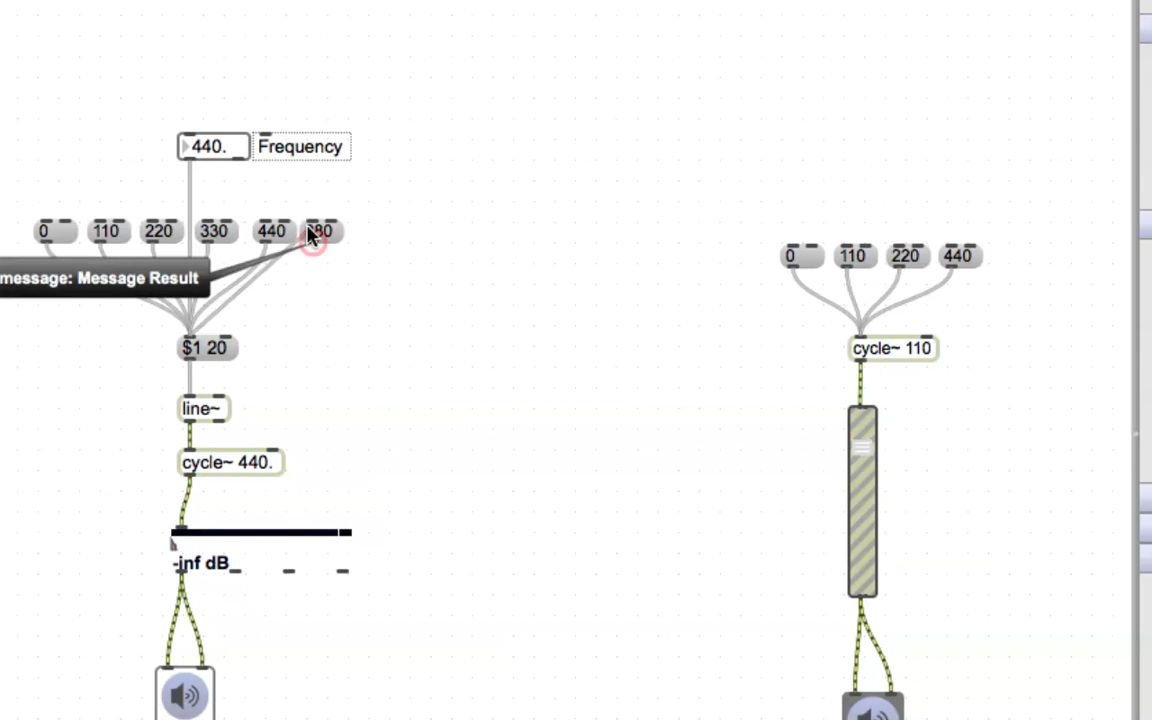 440. Frequency
0 110 220 330 440
message: Message Result
0 110 220 440
$1 20
cycle~ 110
line~
cycle~ 440.
-inf dB